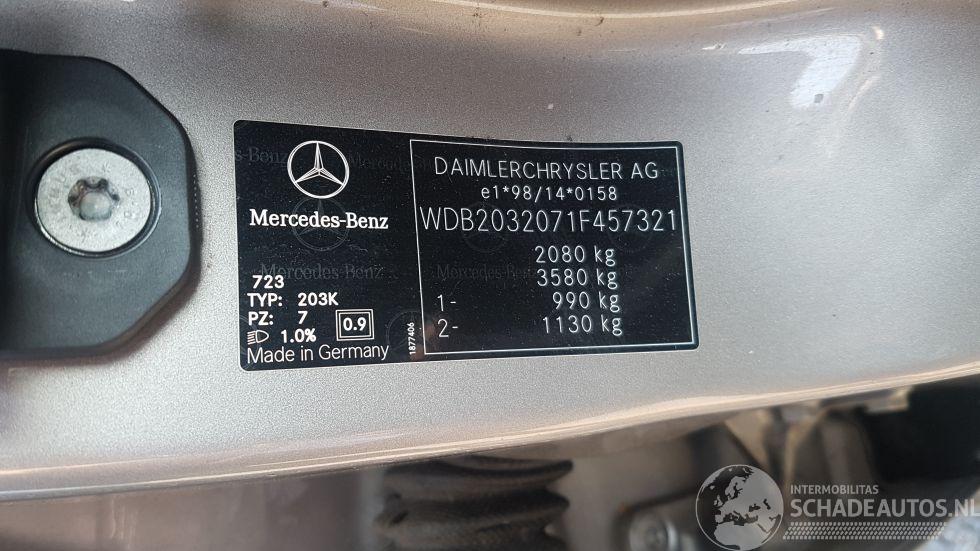 Mercedes-Benz
723
TYP: 203K
PZ: 7
1.0% 0.9
Made in Germany
1877406
DAIMLERCHRYSLER AG
e1*98/14*0158
WDB2032071F457321
2080 kg
3580 kg
1- 990 kg
2- 1130 kg
INTERMOBILITAS
SCHADEAUTOS.NL